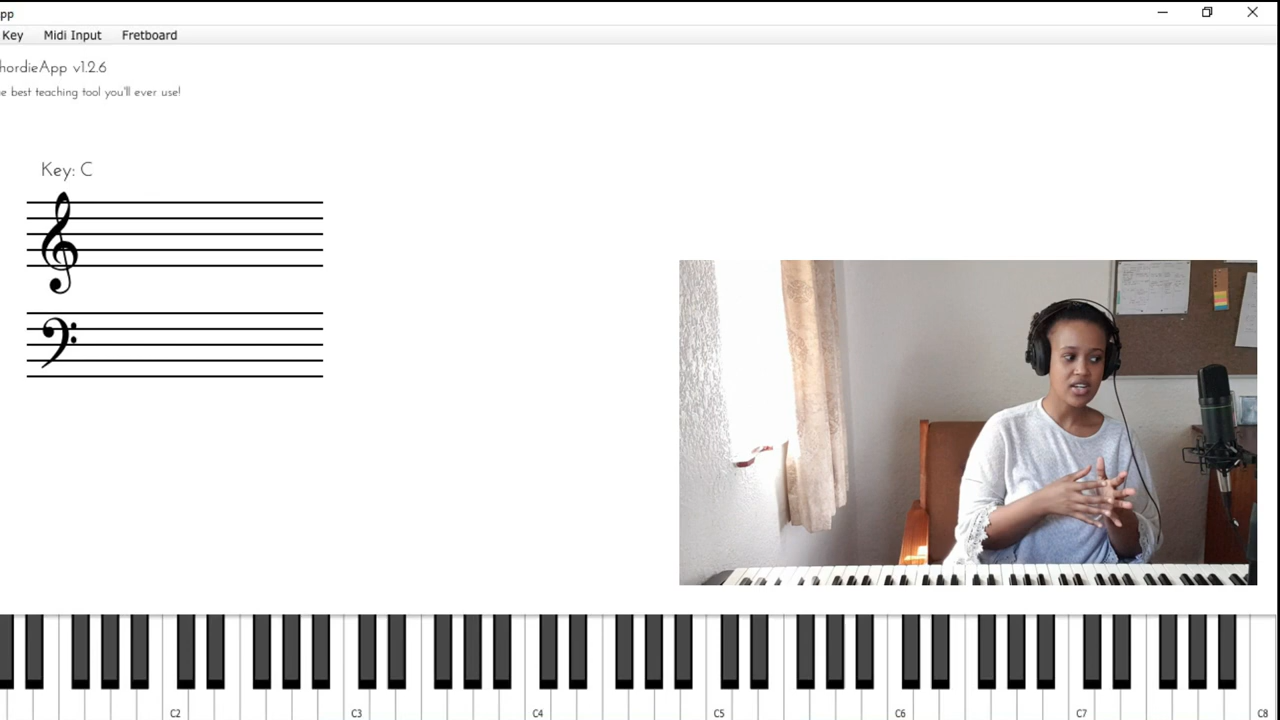 pp
Key Midi Input Fretboard
hordieApp v1.2.6
e best teaching tool you'll ever use!
Key: C
C2 C3 C4 C5 C6 C7 C8